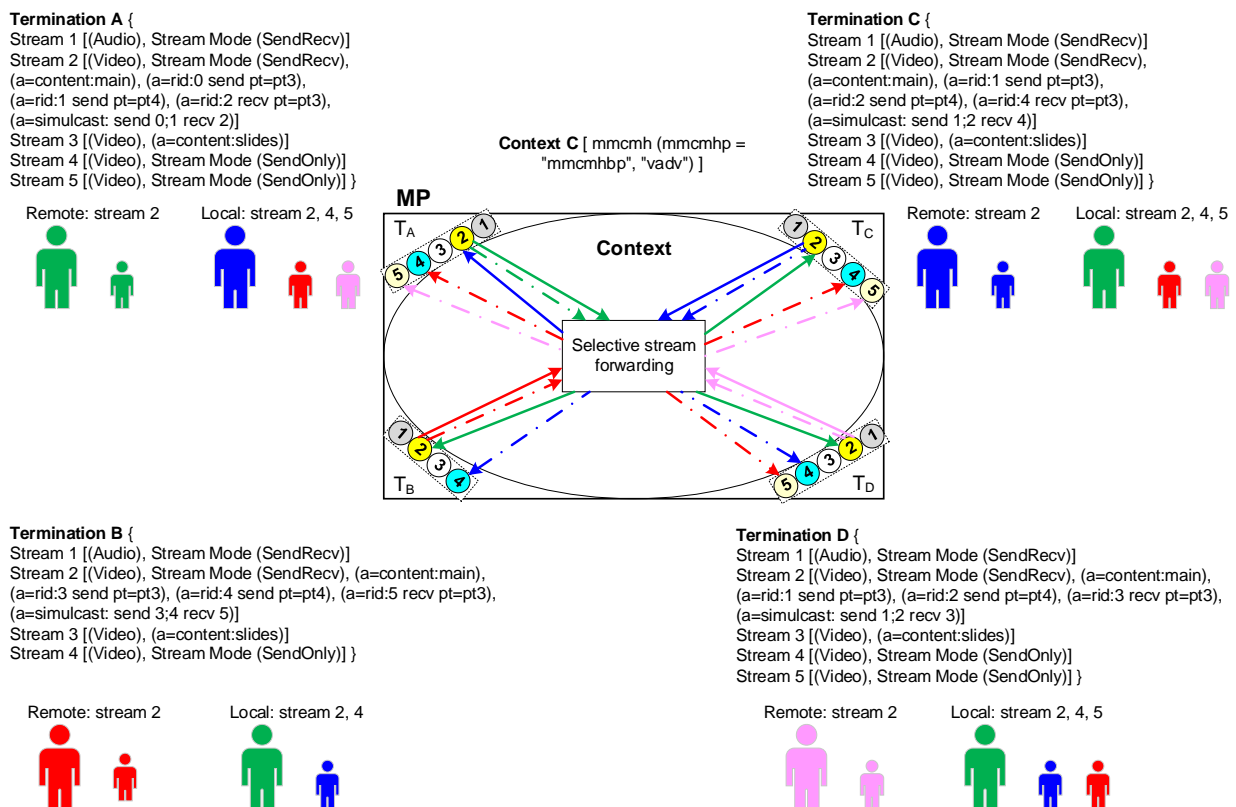 Termination A {
Stream 1 [(Audio), Stream Mode (SendRecv)]
Stream 2 [(Video), Stream Mode (SendRecv),
(a=content:main), (a=rid:0 send pt=pt3),
(a=rid:1 send pt=pt4), (a=rid:2 recv pt=pt3),
(a=simulcast: send 0;1 recv 2)]
Stream 3 [(Video), (a=content:slides)]
Stream 4 [(Video), Stream Mode (SendOnly)]
Stream 5 [(Video), Stream Mode (SendOnly)] }
Remote: stream 2
Local: stream 2, 4, 5
Context C [ mmcmh (mmcmhp =
"mmcmhbp", "vadv") ]
Termination C {
Stream 1 [(Audio), Stream Mode (SendRecv)]
Stream 2 [(Video), Stream Mode (SendRecv),
(a=content:main), (a=rid:1 send pt=pt3),
(a=rid:2 send pt=pt4), (a=rid:4 recv pt=pt3),
(a=simulcast: send 1;2 recv 4)]
Stream 3 [(Video), (a=content:slides)]
Stream 4 [(Video), Stream Mode (SendOnly)]
Stream 5 [(Video), Stream Mode (SendOnly)] }
Remote: stream 2
Local: stream 2, 4, 5
MP
TA
5 4 3 2 1
Context
TC
1 2 3 4 5
Selective stream
forwarding
TB
1 2 3 4
TD
5 4 3 2 1
Termination B {
Stream 1 [(Audio), Stream Mode (SendRecv)]
Stream 2 [(Video), Stream Mode (SendRecv), (a=content:main),
(a=rid:3 send pt=pt3), (a=rid:4 send pt=pt4), (a=rid:5 recv pt=pt3),
(a=simulcast: send 3;4 recv 5)]
Stream 3 [(Video), (a=content:slides)]
Stream 4 [(Video), Stream Mode (SendOnly)] }
Remote: stream 2
Local: stream 2, 4
Termination D {
Stream 1 [(Audio), Stream Mode (SendRecv)]
Stream 2 [(Video), Stream Mode (SendRecv), (a=content:main),
(a=rid:1 send pt=pt3), (a=rid:2 send pt=pt4), (a=rid:3 recv pt=pt3),
(a=simulcast: send 1;2 recv 3)]
Stream 3 [(Video), (a=content:slides)]
Stream 4 [(Video), Stream Mode (SendOnly)]
Stream 5 [(Video), Stream Mode (SendOnly)] }
Remote: stream 2
Local: stream 2, 4, 5